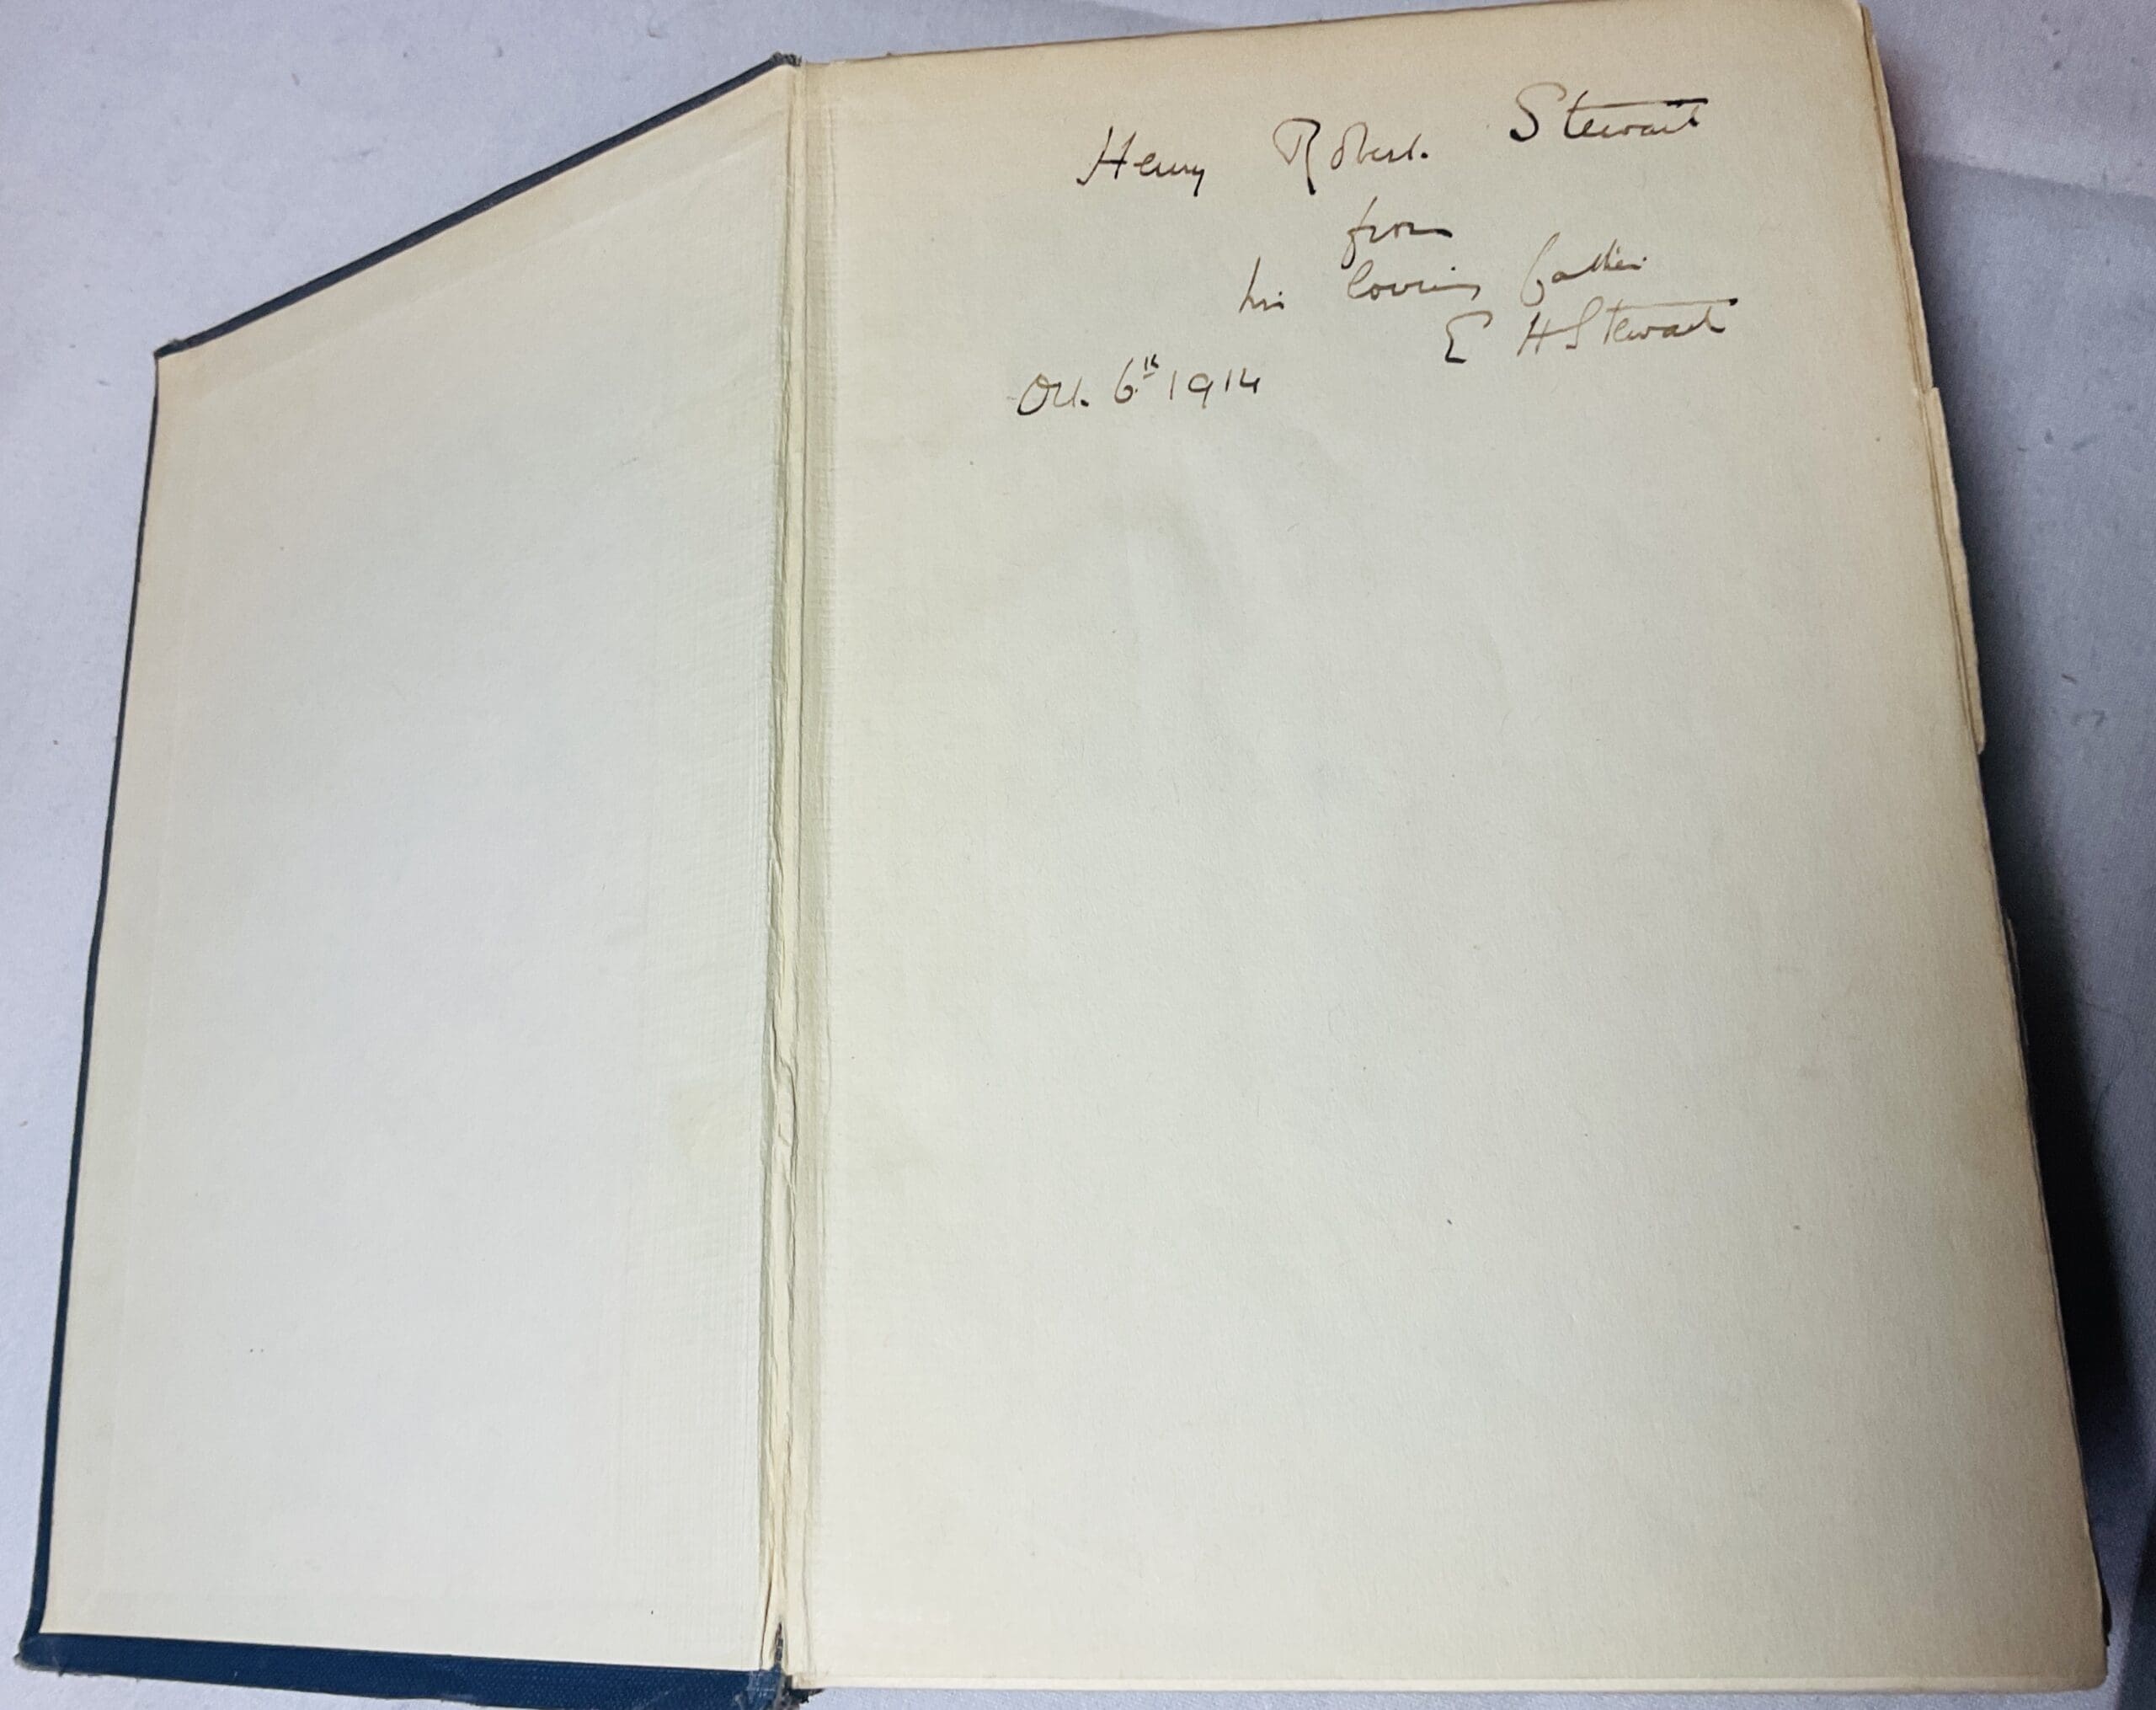 Henry Robert Stewart
from
his loving father
E H Stewart
Oct. 6th 1914